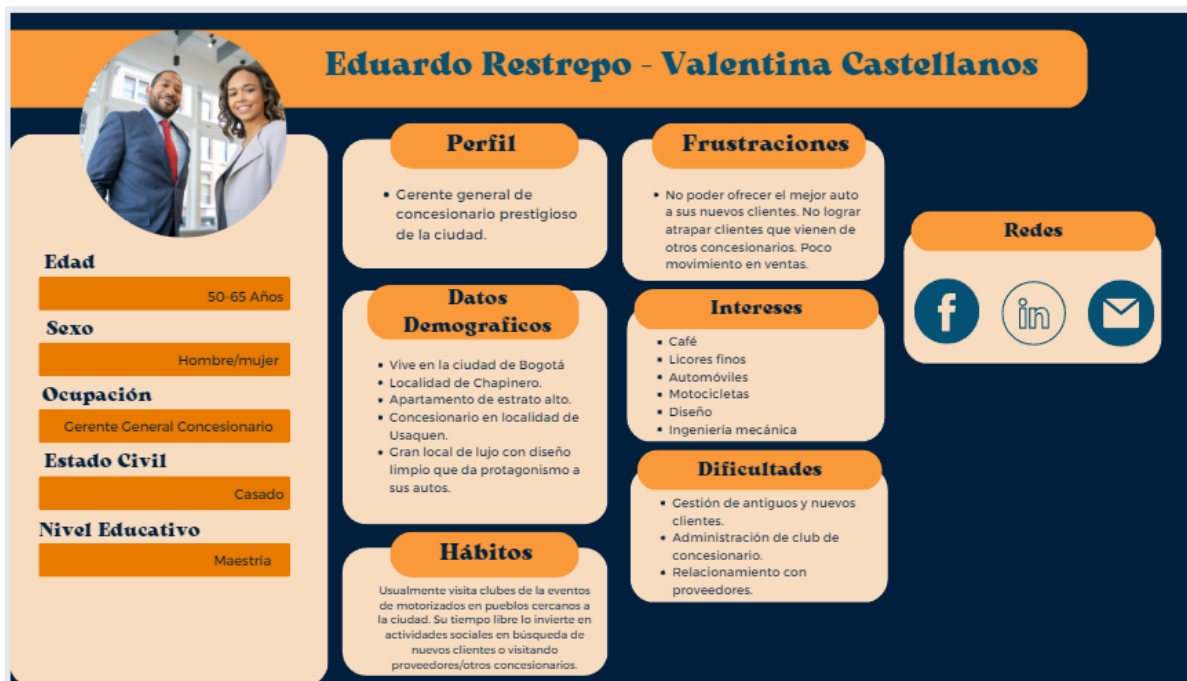 Eduardo Restrepo - Valentina Castellanos
Edad
50-65 Años
Sexo
Hombre/mujer
Ocupación
Gerente General Concesionario
Estado Civil
Casado
Nivel Educativo
Maestría
Perfil
• Gerente general de
concesionario prestigioso
de la ciudad.
Datos
Demograficos
• Vive en la ciudad de Bogotá
• Localidad de Chapinero.
• Apartamento de estrato alto.
• Concesionario en localidad de
Usaquen.
• Gran local de lujo con diseño
limpio que da protagonismo a
sus autos.
Hábitos
Usualmente visita clubes de la eventos
de motorizados en pueblos cercanos a
la ciudad. Su tiempo libre lo invierte en
actividades sociales en búsqueda de
nuevos clientes o visitando
proveedores/otros concesionarios.
Frustraciones
• No poder ofrecer el mejor auto
a sus nuevos clientes. No lograr
atrapar clientes que vienen de
otros concesionarios. Poco
movimiento en ventas.
Intereses
• Café
• Licores finos
• Automóviles
• Motocicletas
• Diseño
• Ingeniería mecánica
Dificultades
• Gestión de antiguos y nuevos
clientes.
• Administración de club de
concesionario.
• Relacionamiento con
proveedores.
Redes
f
in